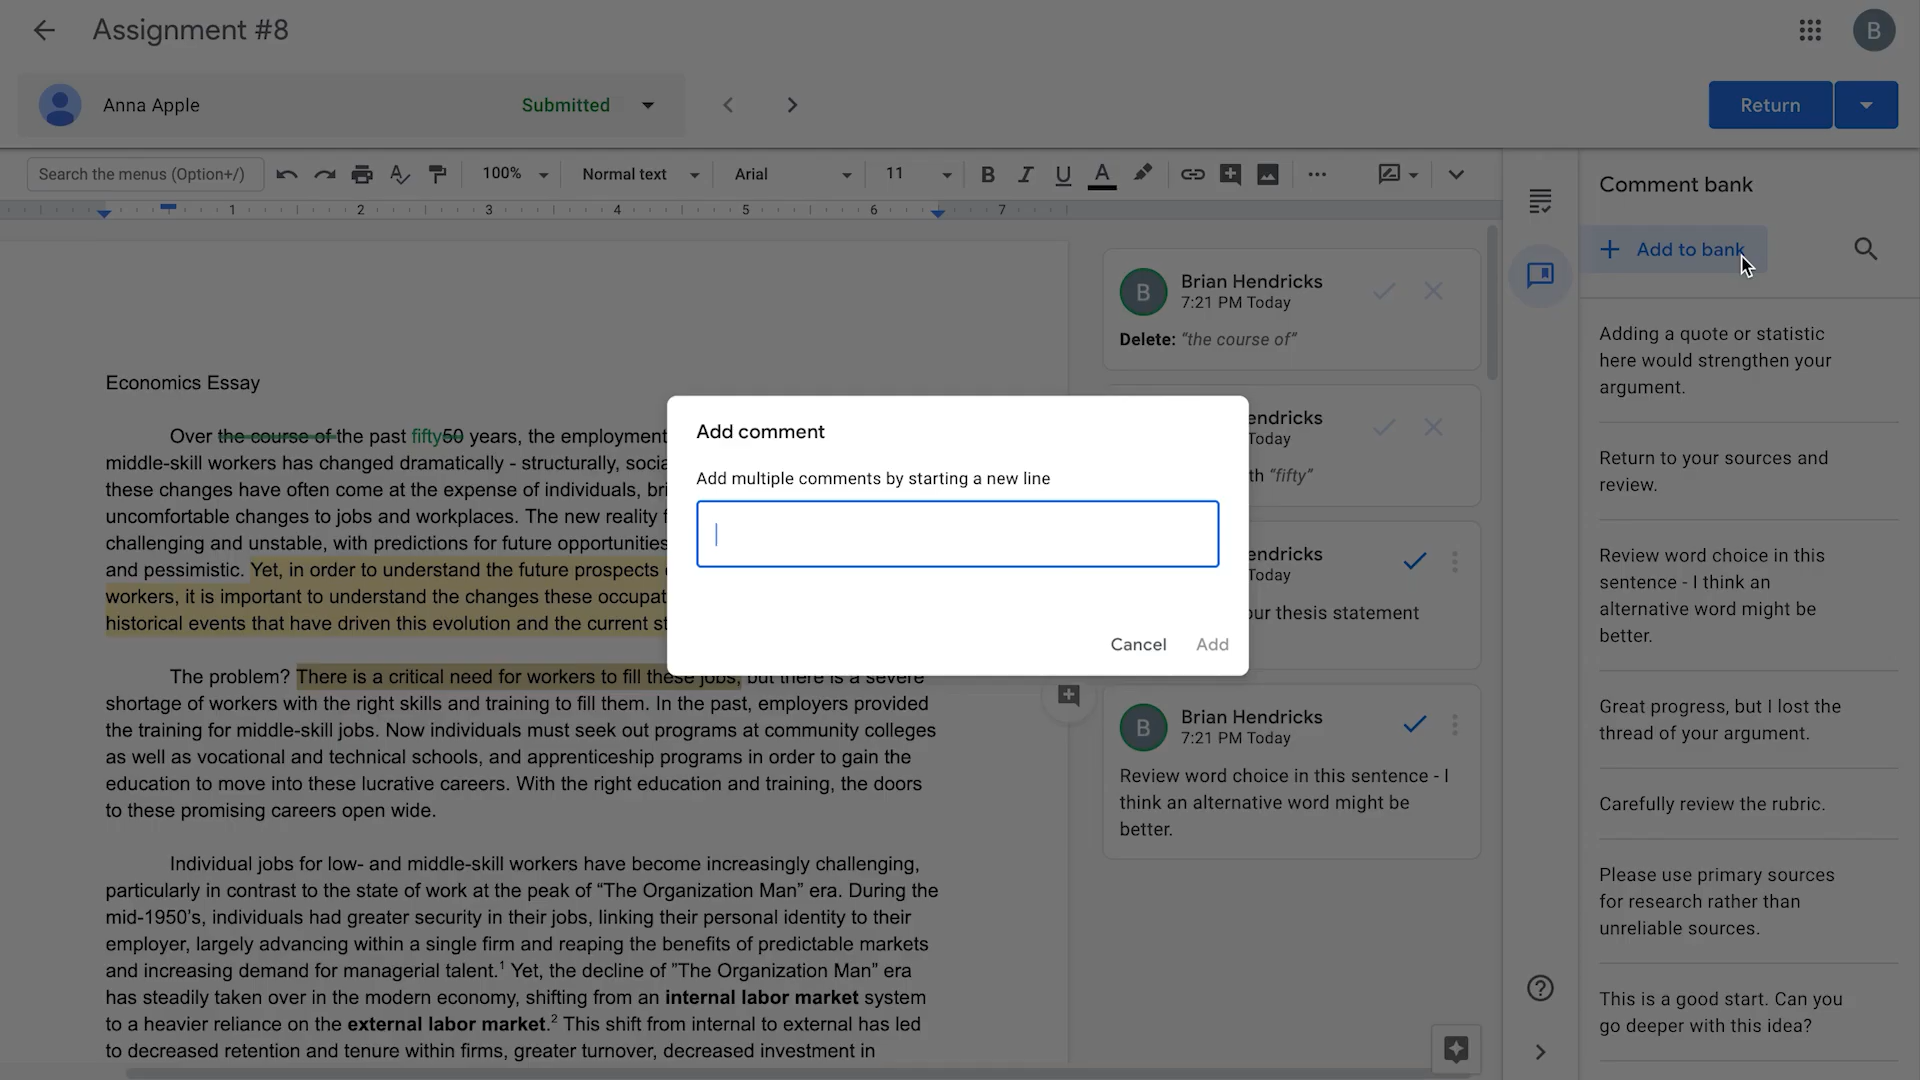 Assignment #8
B
Anna Apple
Submitted
Return
Search the menus (Option+/)
100%
Normal text
Arial
11
B I U A
1 2 3 4 5 6 7
Economics Essay
Over the course of the past fifty50 years, the employment
middle-skill workers has changed dramatically - structurally, socia
these changes have often come at the expense of individuals, bri
uncomfortable changes to jobs and workplaces. The new reality f
challenging and unstable, with predictions for future opportunities
and pessimistic. Yet, in order to understand the future prospects
workers, it is important to understand the changes these occupat
historical events that have driven this evolution and the current st
The problem? There is a critical need for workers to fill these jobs, but there is a severe
shortage of workers with the right skills and training to fill them. In the past, employers provided
the training for middle-skill jobs. Now individuals must seek out programs at community colleges
as well as vocational and technical schools, and apprenticeship programs in order to gain the
education to move into these lucrative careers. With the right education and training, the doors
to these promising careers open wide.
Individual jobs for low- and middle-skill workers have become increasingly challenging,
particularly in contrast to the state of work at the peak of “The Organization Man” era. During the
mid-1950’s, individuals had greater security in their jobs, linking their personal identity to their
employer, largely advancing within a single firm and reaping the benefits of predictable markets
and increasing demand for managerial talent.¹ Yet, the decline of ”The Organization Man” era
has steadily taken over in the modern economy, shifting from an internal labor market system
to a heavier reliance on the external labor market.² This shift from internal to external has led
to decreased retention and tenure within firms, greater turnover, decreased investment in
Add comment
Add multiple comments by starting a new line
Cancel
Add
B
Brian Hendricks
7:21 PM Today
Delete: “the course of”
endricks
Today
th “fifty”
endricks
Today
our thesis statement
B
Brian Hendricks
7:21 PM Today
Review word choice in this sentence - I
think an alternative word might be
better.
Comment bank
Add to bank
Adding a quote or statistic
here would strengthen your
argument.
Return to your sources and
review.
Review word choice in this
sentence - I think an
alternative word might be
better.
Great progress, but I lost the
thread of your argument.
Carefully review the rubric.
Please use primary sources
for research rather than
unreliable sources.
This is a good start. Can you
go deeper with this idea?